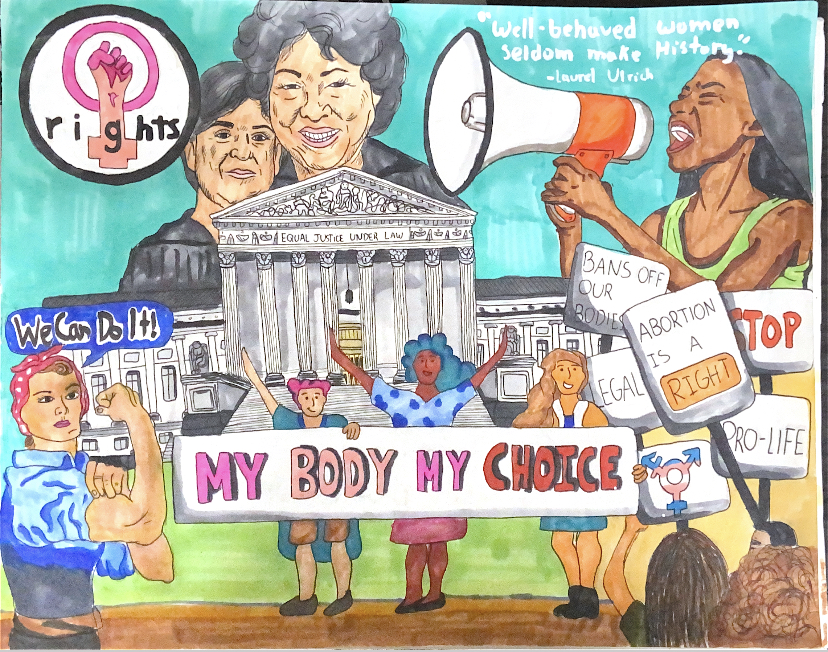 rights
"Well-behaved women
seldom make History."
-Laurel Ulrich
EQUAL JUSTICE UNDER LAW
We Can Do It!
BANS OFF
OUR
BODIES
ABORTION
IS A
RIGHT
STOP
EGAL
PRO-LIFE
MY BODY MY CHOICE